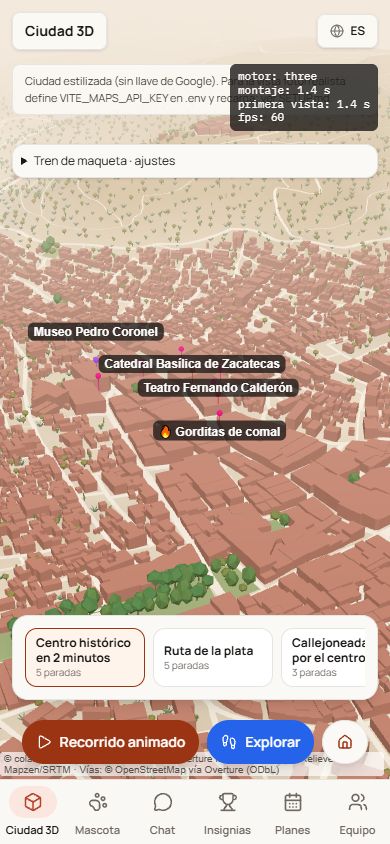 Ciudad 3D
ES
Ciudad estilizada (sin llave de Google). Para
define VITE_MAPS_API_KEY en .env y
motor: three
montaje: 1.4 s
primera vista: 1.4 s
fps: 60
Tren de maqueta · ajustes
Museo Pedro Coronel
Catedral Basílica de Zacatecas
Teatro Fernando Calderón
🔥 Gorditas de comal
Centro histórico
en 2 minutos
5 paradas
Ruta de la plata
5 paradas
Callejoneada
por el centro
3 paradas
Recorrido animado
Explorar
Mapzen/SRTM · Vías: © OpenStreetMap vía Overture (ODbL)
Ciudad 3D
Mascota
Chat
Insignias
Planes
Equipo